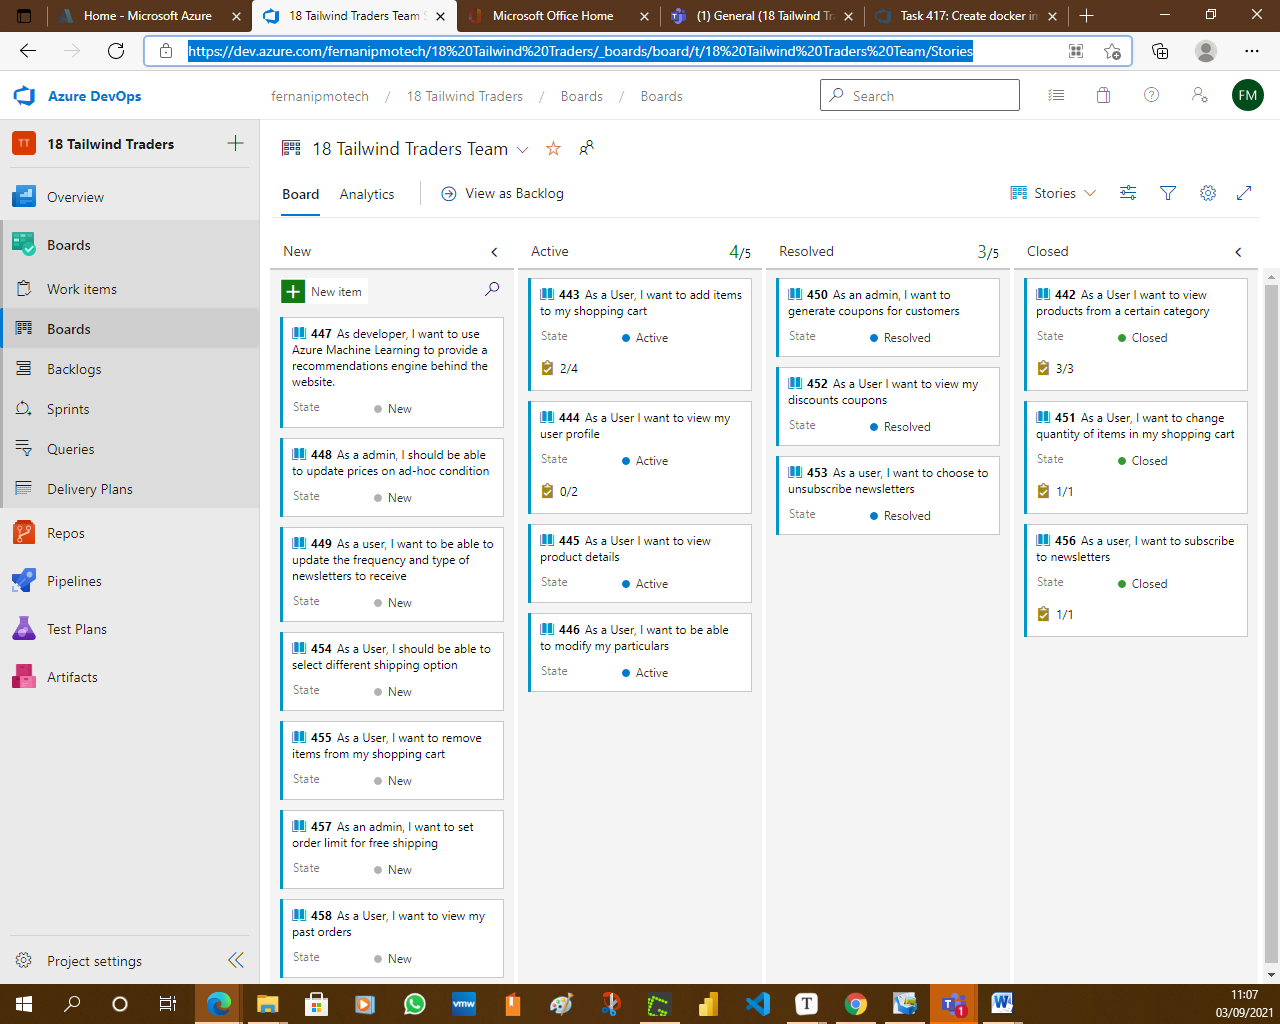 Home - Microsoft Azure
18 Tailwind Traders Team
Microsoft Office Home
(1) General (18 Tailwind Tr
Task 417: Create docker im
https://dev.azure.com/fernanipmotech/18%20Tailwind%20Traders/_boards/board/t/18%20Tailwind%20Traders%20Team/Stories
Azure DevOps
fernanipmotech / 18 Tailwind Traders / Boards / Boards
Search
FM
TT
18 Tailwind Traders
Overview
Boards
Work items
Boards
Backlogs
Sprints
Queries
Delivery Plans
Repos
Pipelines
Test Plans
Artifacts
Project settings
18 Tailwind Traders Team
Board
Analytics
View as Backlog
Stories
New
New item
447 As developer, I want to use
Azure Machine Learning to provide a
recommendations engine behind the
website.
State
New
448 As a admin, I should be able
to update prices on ad-hoc condition
State
New
449 As a user, I want to be able to
update the frequency and type of
newsletters to receive
State
New
454 As a User, I should be able to
select different shipping option
State
New
455 As a User, I want to remove
items from my shopping cart
State
New
457 As an admin, I want to set
order limit for free shipping
State
New
458 As a User, I want to view my
past orders
State
New
Active
4/5
443 As a User, I want to add items
to my shopping cart
State
Active
2/4
444 As a User I want to view my
user profile
State
Active
0/2
445 As a User I want to view
product details
State
Active
446 As a User, I want to be able
to modify my particulars
State
Active
Resolved
3/5
450 As an admin, I want to
generate coupons for customers
State
Resolved
452 As a User I want to view my
discounts coupons
State
Resolved
453 As a user, I want to choose to
unsubscribe newsletters
State
Resolved
Closed
442 As a User I want to view
products from a certain category
State
Closed
3/3
451 As a User, I want to change
quantity of items in my shopping cart
State
Closed
1/1
456 As a user, I want to subscribe
to newsletters
State
Closed
1/1
vmw
T
1
11:07
03/09/2021